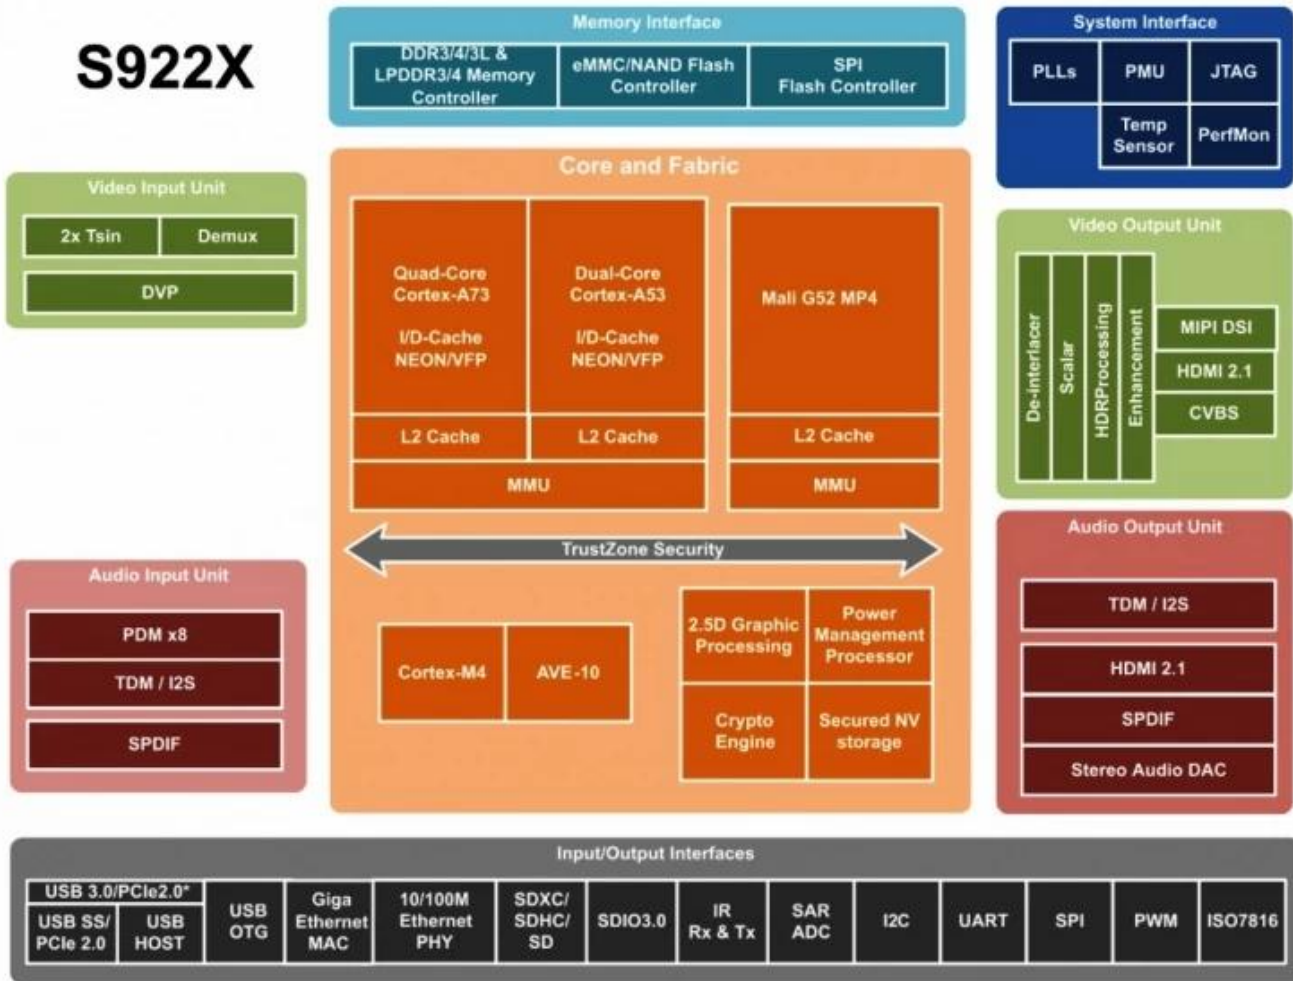 S922X
Memory Interface
DDR3/4/3L &
LPDDR3/4 Memory
Controller
eMMC/NAND Flash
Controller
SPI
Flash Controller
System Interface
PLLs
PMU
JTAG
Temp
Sensor
PerfMon
Video Input Unit
2x Tsin
Demux
DVP
Core and Fabric
Quad-Core
Cortex-A73
I/D-Cache
NEON/VFP
Dual-Core
Cortex-A53
I/D-Cache
NEON/VFP
Mali G52 MP4
L2 Cache
L2 Cache
L2 Cache
MMU
MMU
TrustZone Security
Cortex-M4
AVE-10
2.5D Graphic
Processing
Power
Management
Processor
Crypto
Engine
Secured NV
storage
Video Output Unit
De-interlacer
Scalar
HDRProcessing
Enhancement
MIPI DSI
HDMI 2.1
CVBS
Audio Input Unit
PDM x8
TDM / I2S
SPDIF
Audio Output Unit
TDM / I2S
HDMI 2.1
SPDIF
Stereo Audio DAC
Input/Output Interfaces
USB 3.0/PCIe2.0*
USB SS/
PCIe 2.0
USB
HOST
USB
OTG
Giga
Ethernet
MAC
10/100M
Ethernet
PHY
SDXC/
SDHC/
SD
SDIO3.0
IR
Rx & Tx
SAR
ADC
I2C
UART
SPI
PWM
ISO7816